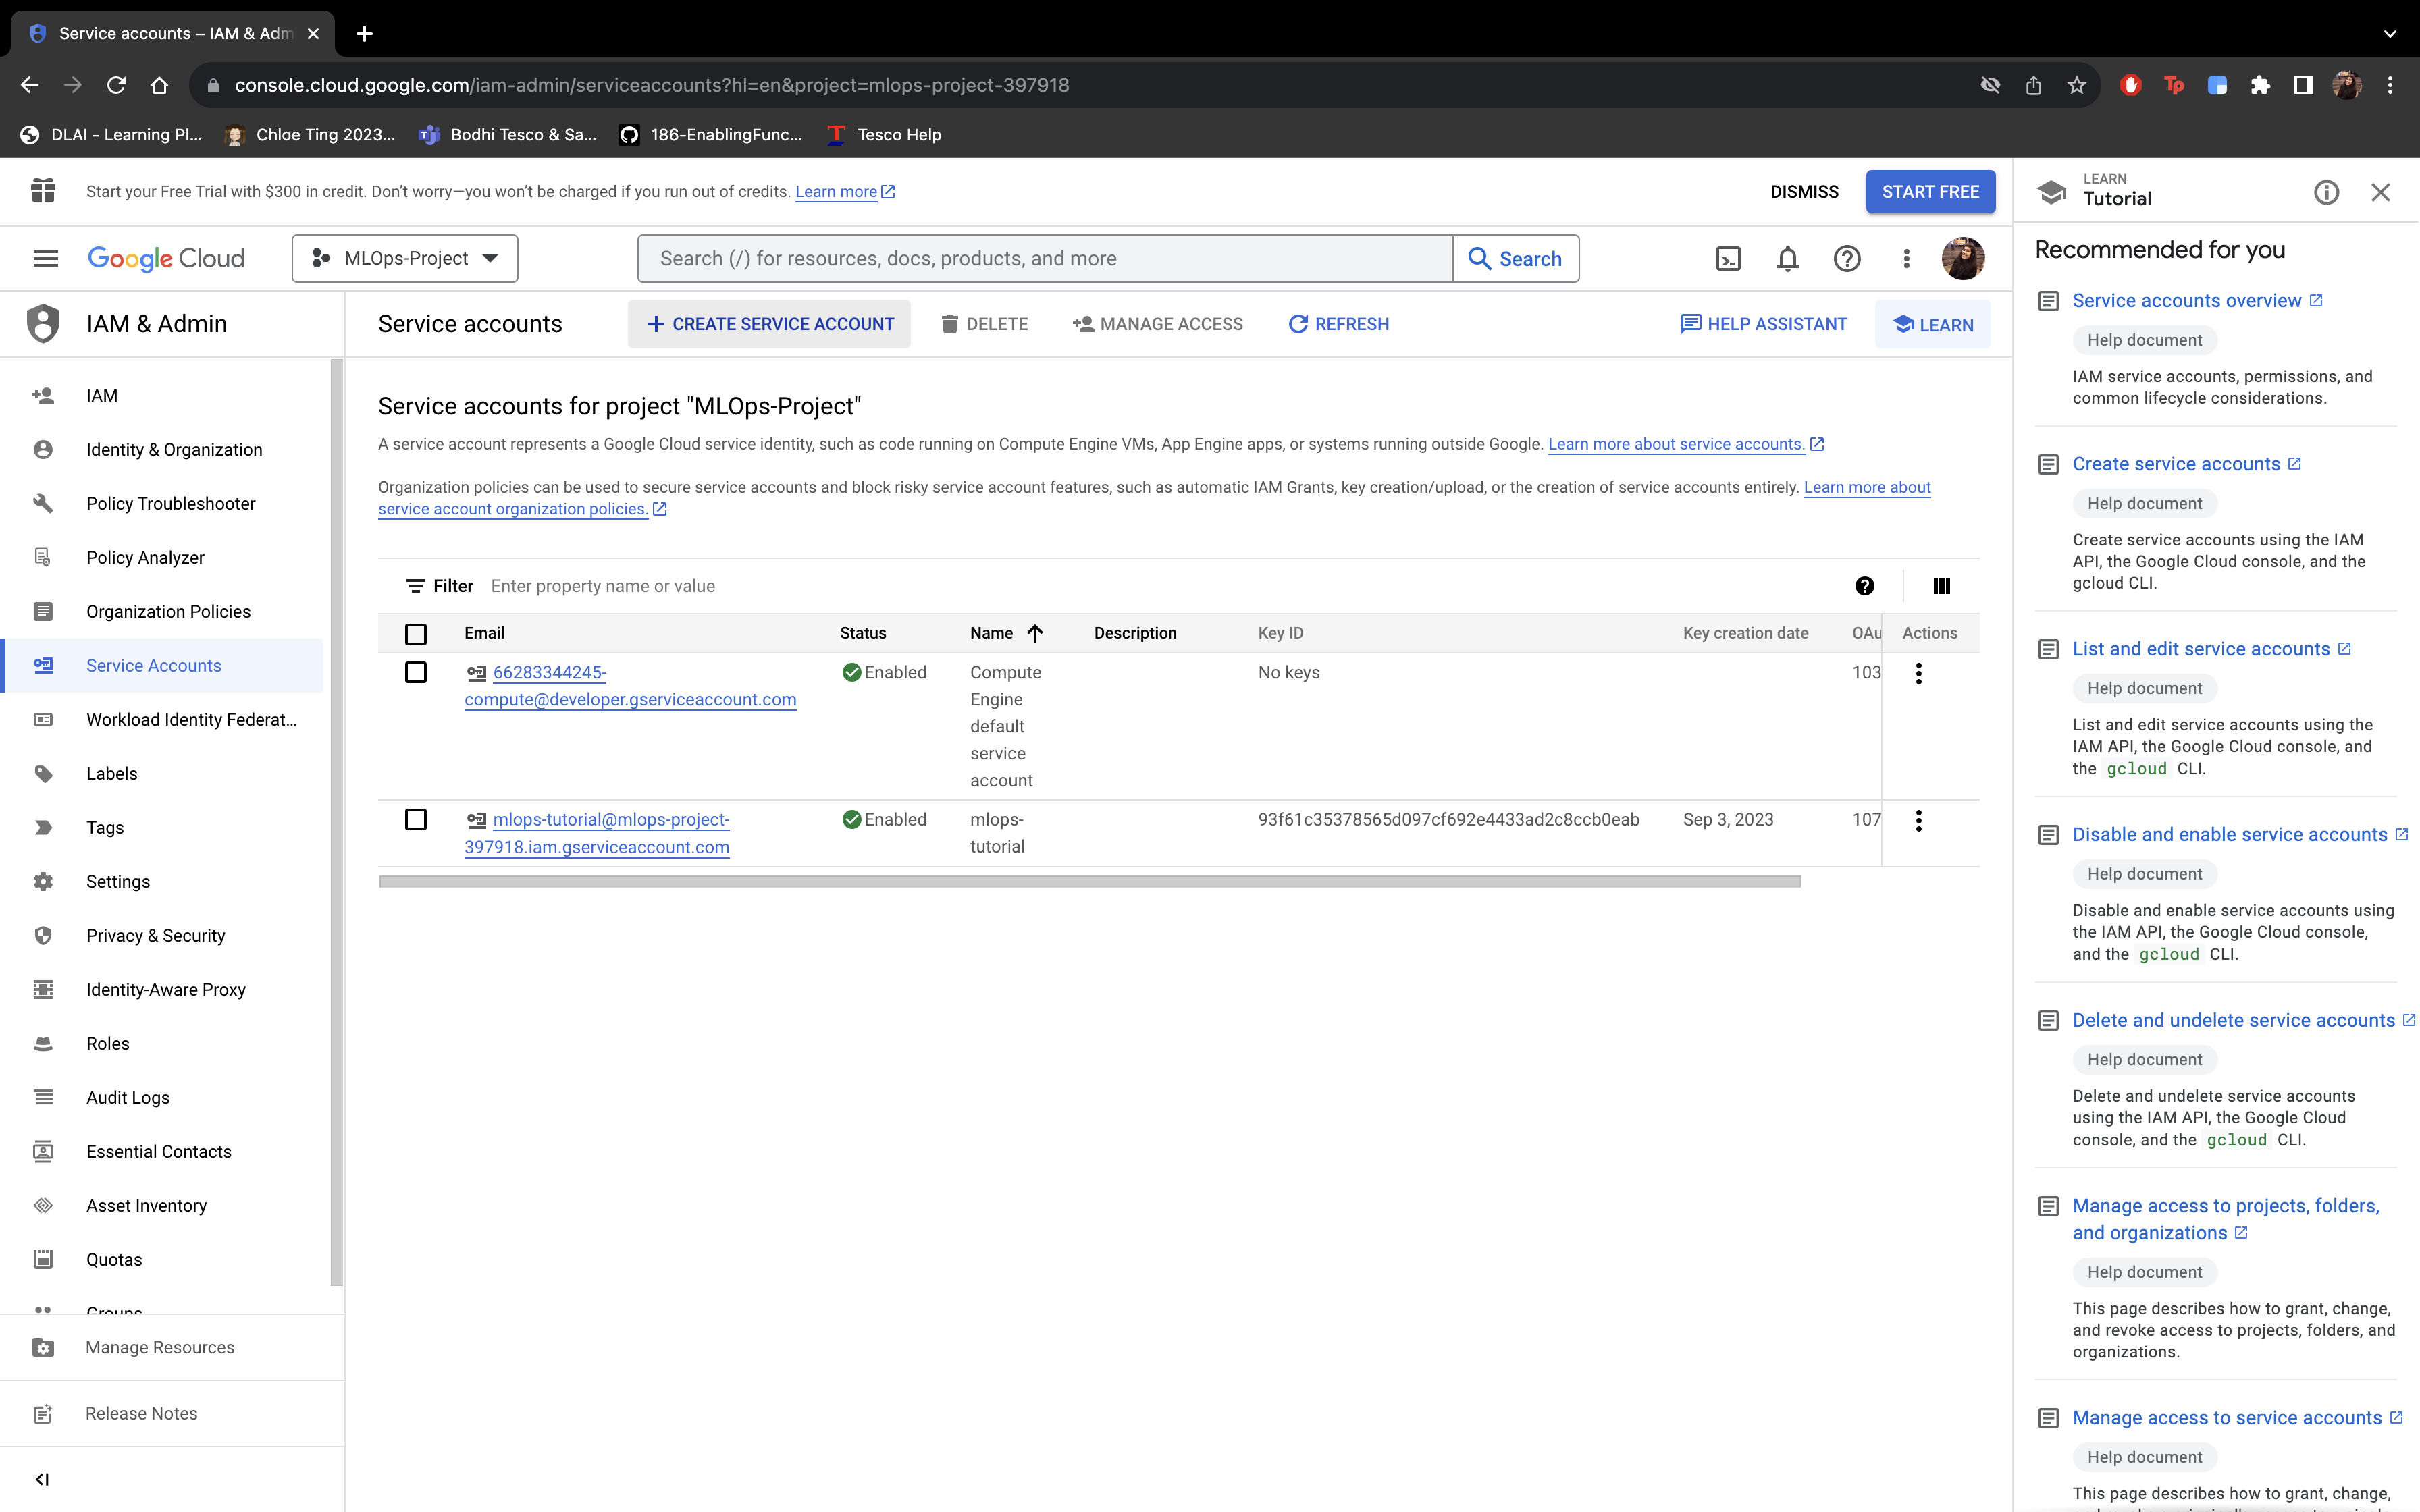 Service accounts – IAM & Adm
console.cloud.google.com/iam-admin/serviceaccounts?hl=en&project=mlops-project-397918
DLAI - Learning Pl...
Chloe Ting 2023...
Bodhi Tesco & Sa...
186-EnablingFunc...
Tesco Help
Start your Free Trial with $300 in credit. Don’t worry—you won’t be charged if you run out of credits. Learn more
DISMISS
START FREE
Google Cloud
MLOps-Project
Search (/) for resources, docs, products, and more
Search
IAM & Admin
IAM
Identity & Organization
Policy Troubleshooter
Policy Analyzer
Organization Policies
Service Accounts
Workload Identity Federat...
Labels
Tags
Settings
Privacy & Security
Identity-Aware Proxy
Roles
Audit Logs
Essential Contacts
Asset Inventory
Quotas
Groups
Manage Resources
Release Notes
Service accounts
+ CREATE SERVICE ACCOUNT
DELETE
MANAGE ACCESS
REFRESH
HELP ASSISTANT
LEARN
Service accounts for project "MLOps-Project"
A service account represents a Google Cloud service identity, such as code running on Compute Engine VMs, App Engine apps, or systems running outside Google. Learn more about service accounts.
Organization policies can be used to secure service accounts and block risky service account features, such as automatic IAM Grants, key creation/upload, or the creation of service accounts entirely. Learn more about
service account organization policies.
Filter Enter property name or value
Email Status Name Description Key ID Key creation date OAu Actions
66283344245- Enabled Compute No keys 103
compute@developer.gserviceaccount.com Engine
default
service
account
mlops-tutorial@mlops-project- Enabled mlops- 93f61c35378565d097cf692e4433ad2c8ccb0eab Sep 3, 2023 107
397918.iam.gserviceaccount.com tutorial
LEARN
Tutorial
Recommended for you
Service accounts overview
Help document
IAM service accounts, permissions, and
common lifecycle considerations.
Create service accounts
Help document
Create service accounts using the IAM
API, the Google Cloud console, and the
gcloud CLI.
List and edit service accounts
Help document
List and edit service accounts using the
IAM API, the Google Cloud console, and
the gcloud CLI.
Disable and enable service accounts
Help document
Disable and enable service accounts using
the IAM API, the Google Cloud console,
and the gcloud CLI.
Delete and undelete service accounts
Help document
Delete and undelete service accounts
using the IAM API, the Google Cloud
console, and the gcloud CLI.
Manage access to projects, folders,
and organizations
Help document
This page describes how to grant, change,
and revoke access to projects, folders, and
organizations.
Manage access to service accounts
Help document
This page describes how to grant, change,